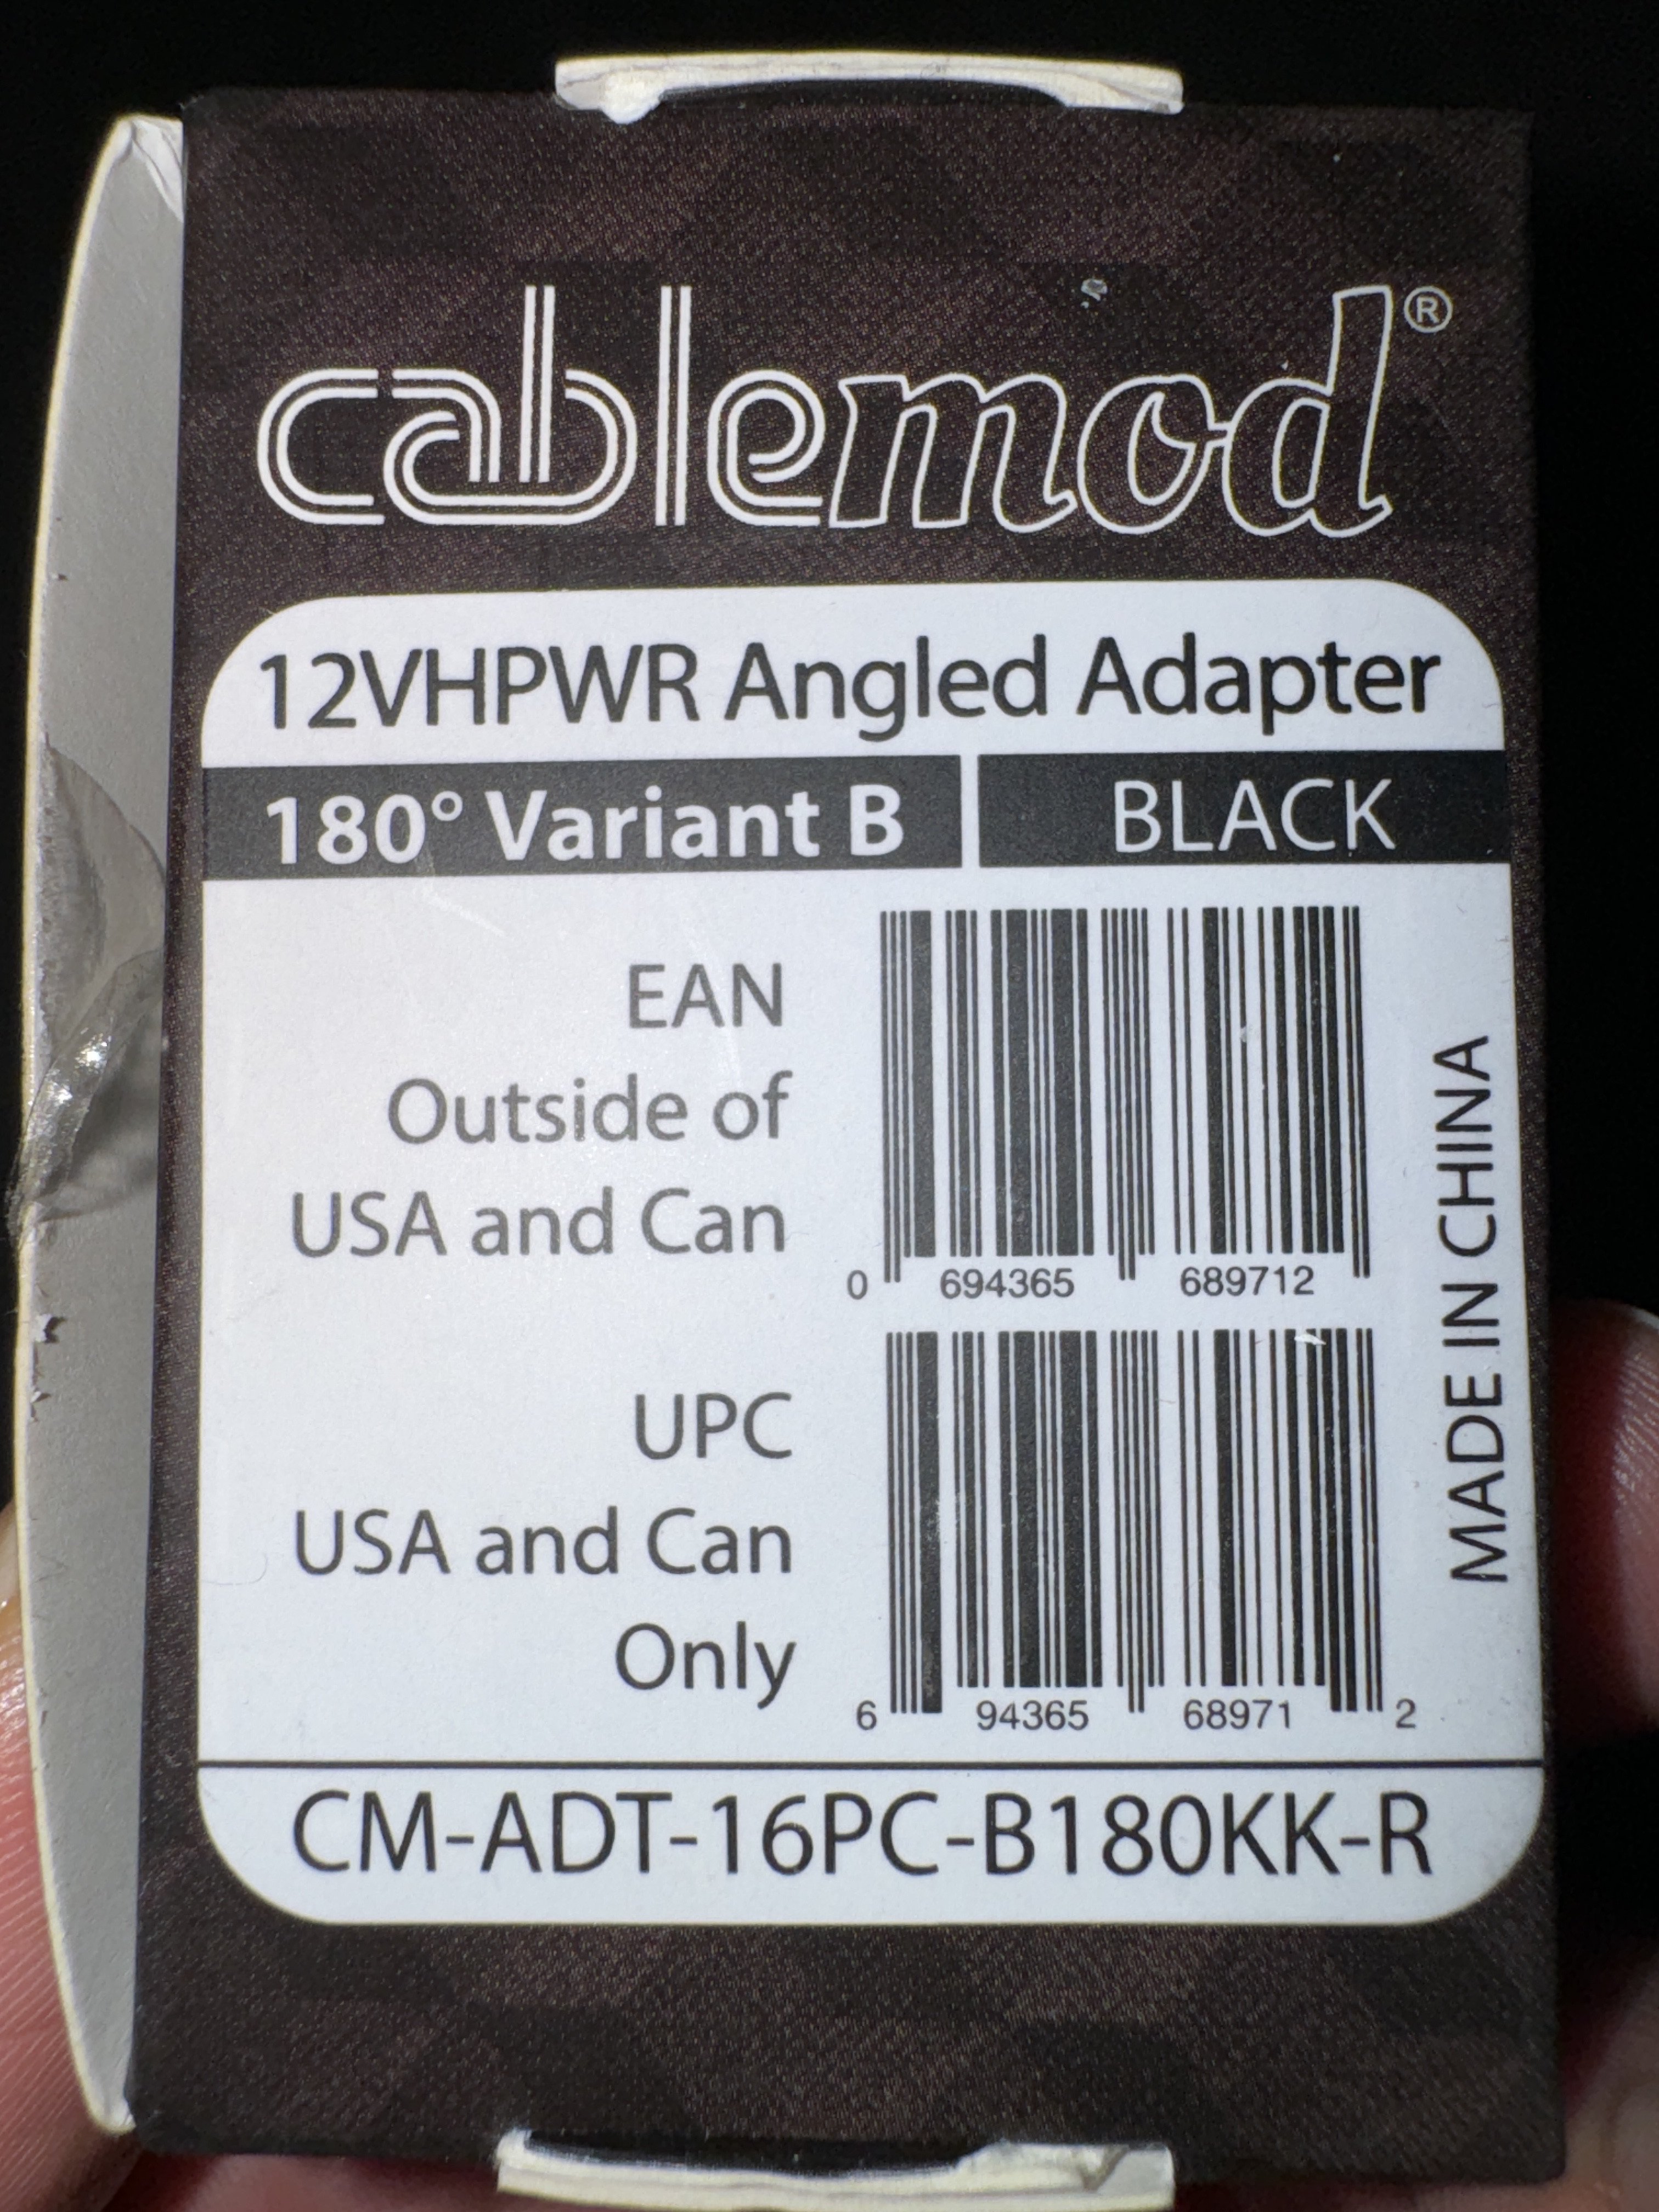 cablemod®
12VHPWR Angled Adapter
180° Variant B
BLACK
EAN
Outside of
USA and Can
0 694365 689712
UPC
USA and Can
Only
6 94365 68971 2
MADE IN CHINA
CM-ADT-16PC-B180KK-R